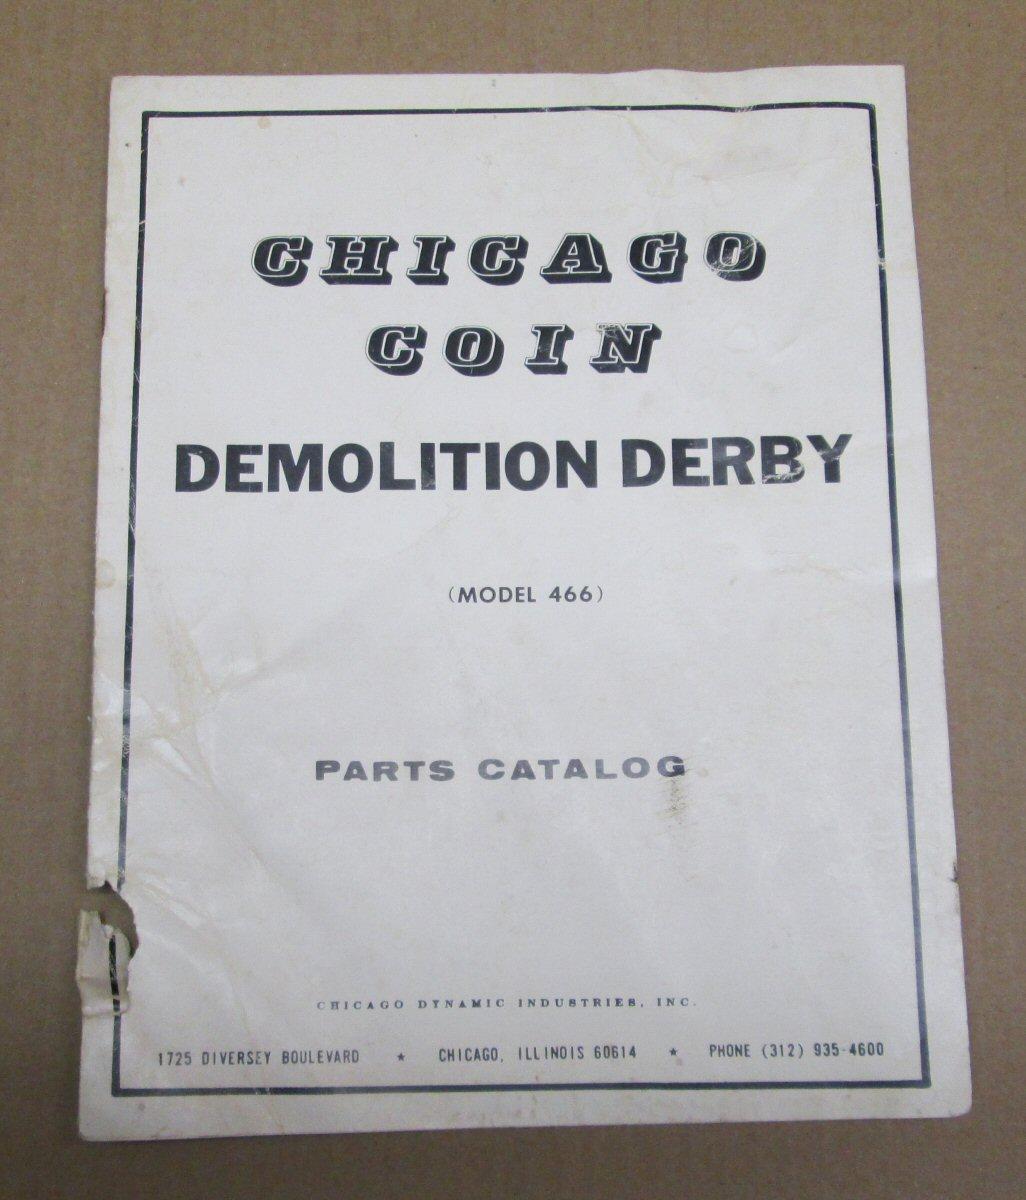 CHICAGO
COIN
DEMOLITION DERBY
(MODEL 466)
PARTS CATALOG
CHICAGO DYNAMIC INDUSTRIES, INC.
1725 DIVERSEY BOULEVARD ★ CHICAGO, ILLINOIS 60614 ★ PHONE (312) 935-4600